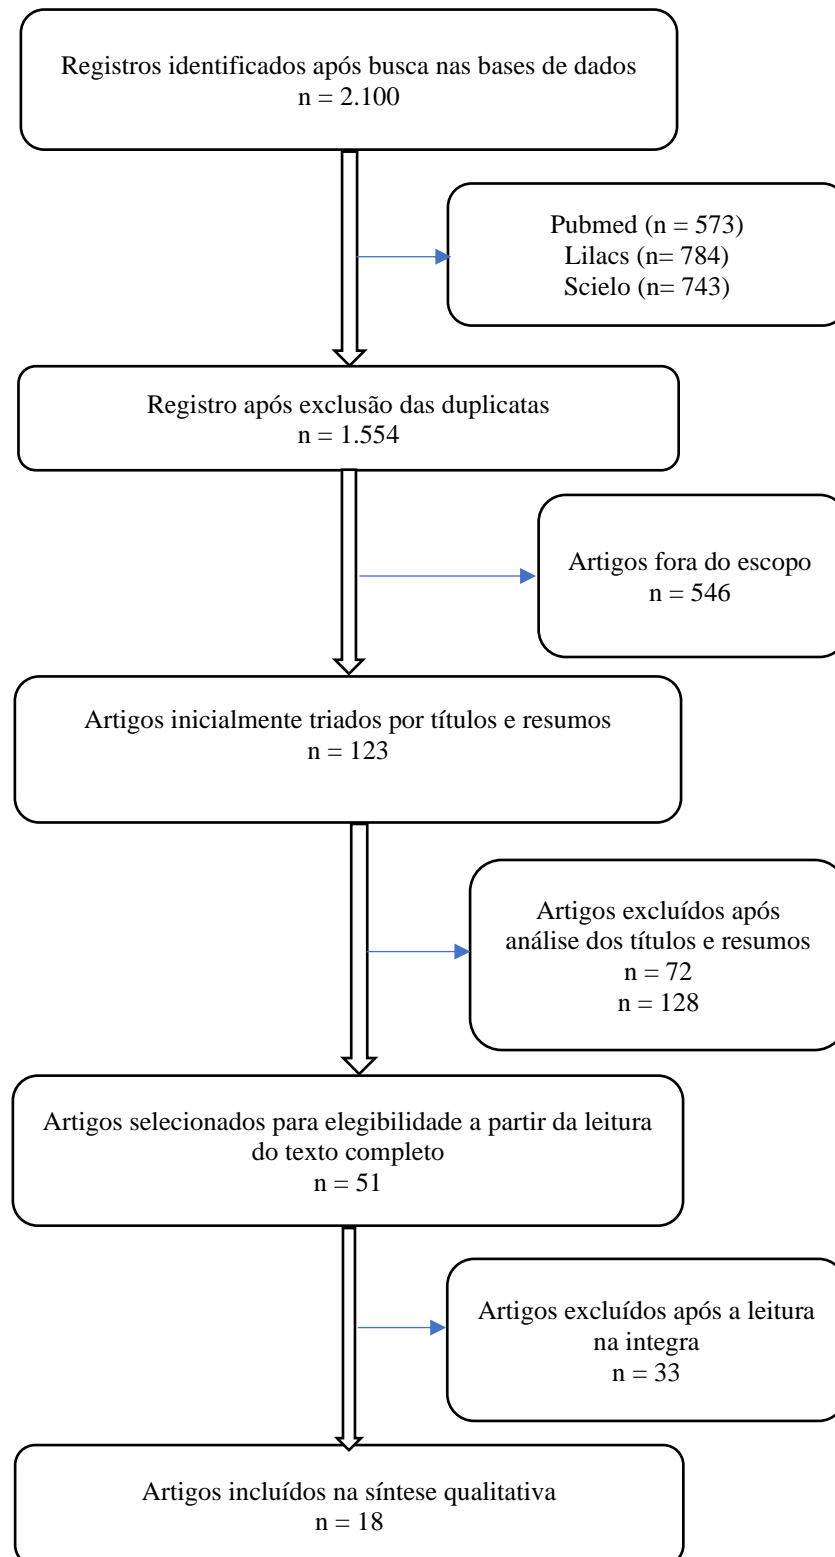 Registros identificados após busca nas bases de dados
n = 2.100
Pubmed (n = 573)
Lilacs (n= 784)
Scielo (n= 743)
Registro após exclusão das duplicatas
n = 1.554
Artigos fora do escopo
n = 546
Artigos inicialmente triados por títulos e resumos
n = 123
Artigos excluídos após
análise dos títulos e resumos
n = 72
n = 128
Artigos selecionados para elegibilidade a partir da leitura
do texto completo
n = 51
Artigos excluídos após a leitura
na integra
n = 33
Artigos incluídos na síntese qualitativa
n = 18